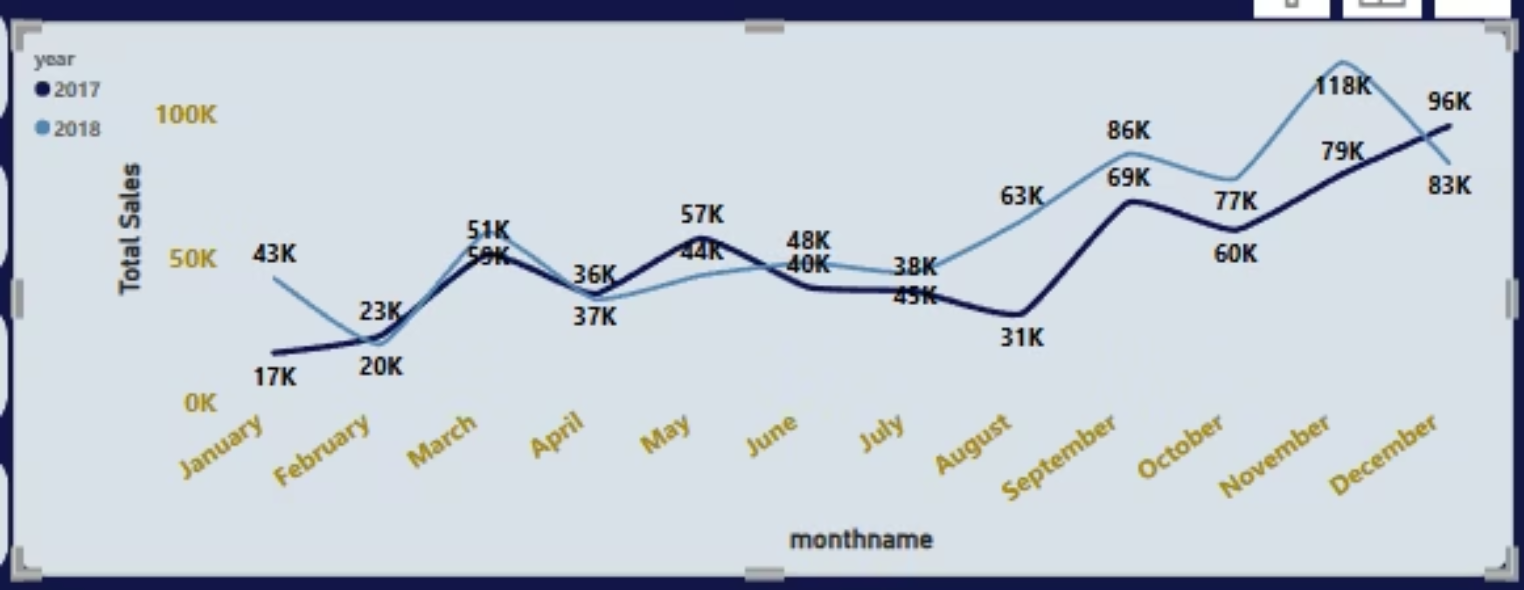 year
2017
2018
Total Sales
100K
50K
0K
43K
17K
23K
20K
51K
59K
36K
37K
57K
44K
48K
40K
38K
45K
63K
31K
86K
69K
77K
60K
118K
79K
96K
83K
January
February
March
April
May
June
July
August
September
October
November
December
monthname